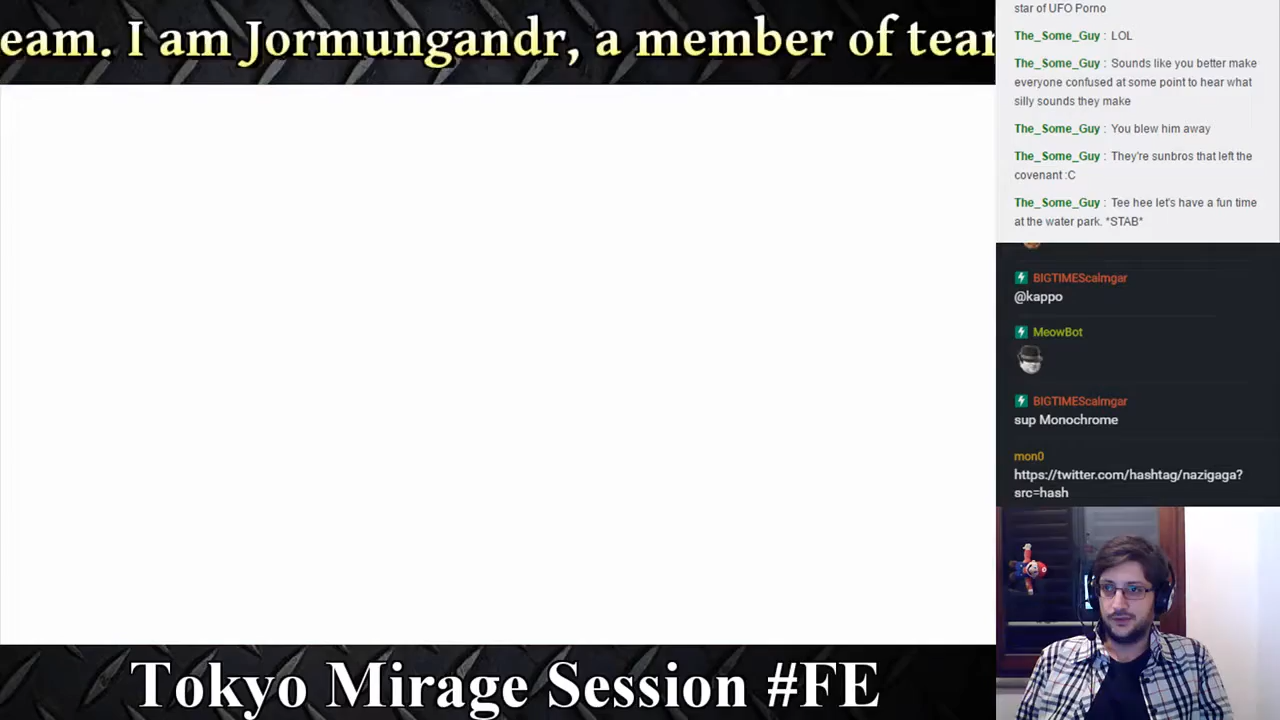 eam. I am Jormungandr, a member of tear
star of UFO Porno
The_Some_Guy : LOL
The_Some_Guy : Sounds like you better make
everyone confused at some point to hear what
silly sounds they make
The_Some_Guy : You blew him away
The_Some_Guy : They're sunbros that left the
covenant :C
The_Some_Guy : Tee hee let's have a fun time
at the water park. *STAB*
BIGTIMEScalmgar
@kappo
MeowBot
BIGTIMEScalmgar
sup Monochrome
mon0
https://twitter.com/hashtag/nazigaga?
src=hash
Tokyo Mirage Session #FE